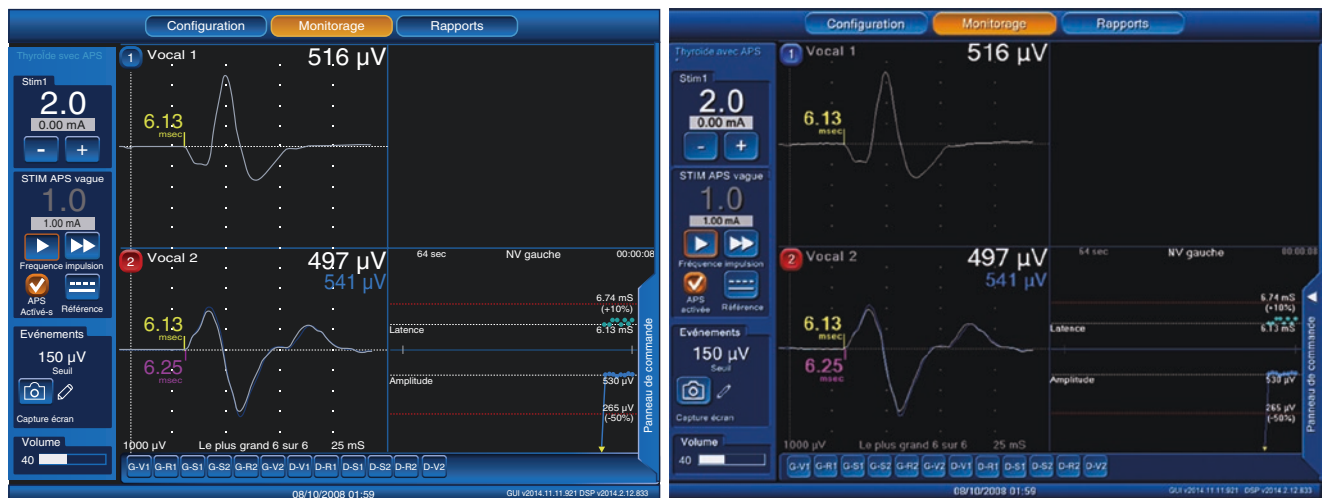 Configuration Monitorage Rapports
Thyroïde avec APS
1 Vocal 1 516 µV
Stim1
2.0
0.00 mA
- +
6.13
msec
STIM APS vague
1.0
1.00 mA
Frequence impulsion
APS
Activé-s
Référence
2 Vocal 2 497 µV
541 µV
64 sec NV gauche 00:00:08
6.74 mS
(+10%)
Latence 6.13 mS
6.13
msec
6.25
msec
Amplitude 530 µV
265 µV
(-50%)
Panneau de commande
Evénements
150 µV
Seuil
Capture écran
Volume
40
1000 µV Le plus grand 6 sur 6 25 mS
G-V1 G-R1 G-S1 G-S2 G-R2 G-V2 D-V1 D-R1 D-S1 D-S2 D-R2 D-V2
08/10/2008 01:59 GUI v2014.11.11.921 DSP v2014.2.12.833
Configuration Monitorage Rapports
Thyroïde avec APS
1 Vocal 1 516 µV
Stim1
2.0
0.00 mA
- +
6.13
msec
STIM APS vague
1.0
1.00 mA
Fréquence impulsion
APS
activée
Référence
2 Vocal 2 497 µV
541 µV
64 sec NV gauche 00:00:08
6.74 mS
(+10%)
Latence 6.13 mS
6.13
msec
6.25
msec
Amplitude 530 µV
265 µV
(-50%)
Panneau de commande
Evénements
150 µV
Seuil
Capture écran
Volume
40
1000 µV Le plus grand 6 sur 6 25 mS
G-V1 G-R1 G-S1 G-S2 G-R2 G-V2 D-V1 D-R1 D-S1 D-S2 D-R2 D-V2
08/10/2008 01:59 GUI v2014.11.11.921 DSP v2014.2.12.833